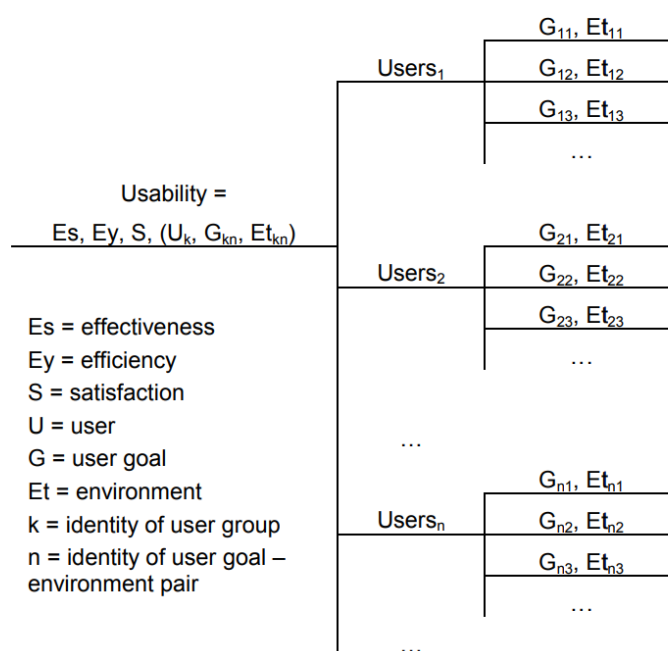 G₁₁, Et₁₁
Users₁
G₁₂, Et₁₂
G₁₃, Et₁₃
...
Usability =
Es, Ey, S, (Uₖ, Gₖₙ, Etₖₙ)
G₂₁, Et₂₁
Users₂
G₂₂, Et₂₂
G₂₃, Et₂₃
...
Es = effectiveness
Ey = efficiency
S = satisfaction
U = user
G = user goal
Et = environment
k = identity of user group
n = identity of user goal –
environment pair
...
Gₙ₁, Etₙ₁
Usersₙ
Gₙ₂, Etₙ₂
Gₙ₃, Etₙ₃
...
...